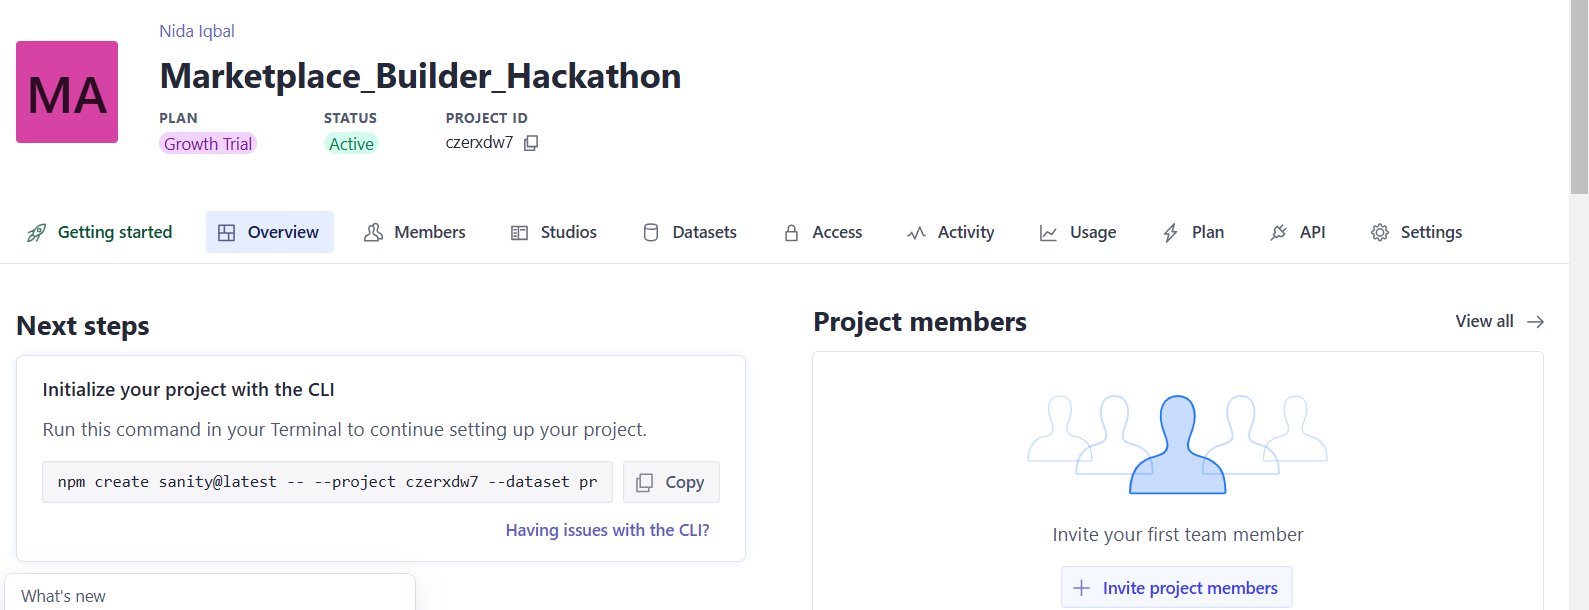 Nida Iqbal
MA
Marketplace_Builder_Hackathon
PLAN STATUS PROJECT ID
Growth Trial Active czerxdw7
Getting started Overview Members Studios Datasets Access Activity Usage Plan API Settings
Next steps
Initialize your project with the CLI
Run this command in your Terminal to continue setting up your project.
npm create sanity@latest -- --project czerxdw7 --dataset pr
Copy
Having issues with the CLI?
What's new
Project members
View all
Invite your first team member
Invite project members